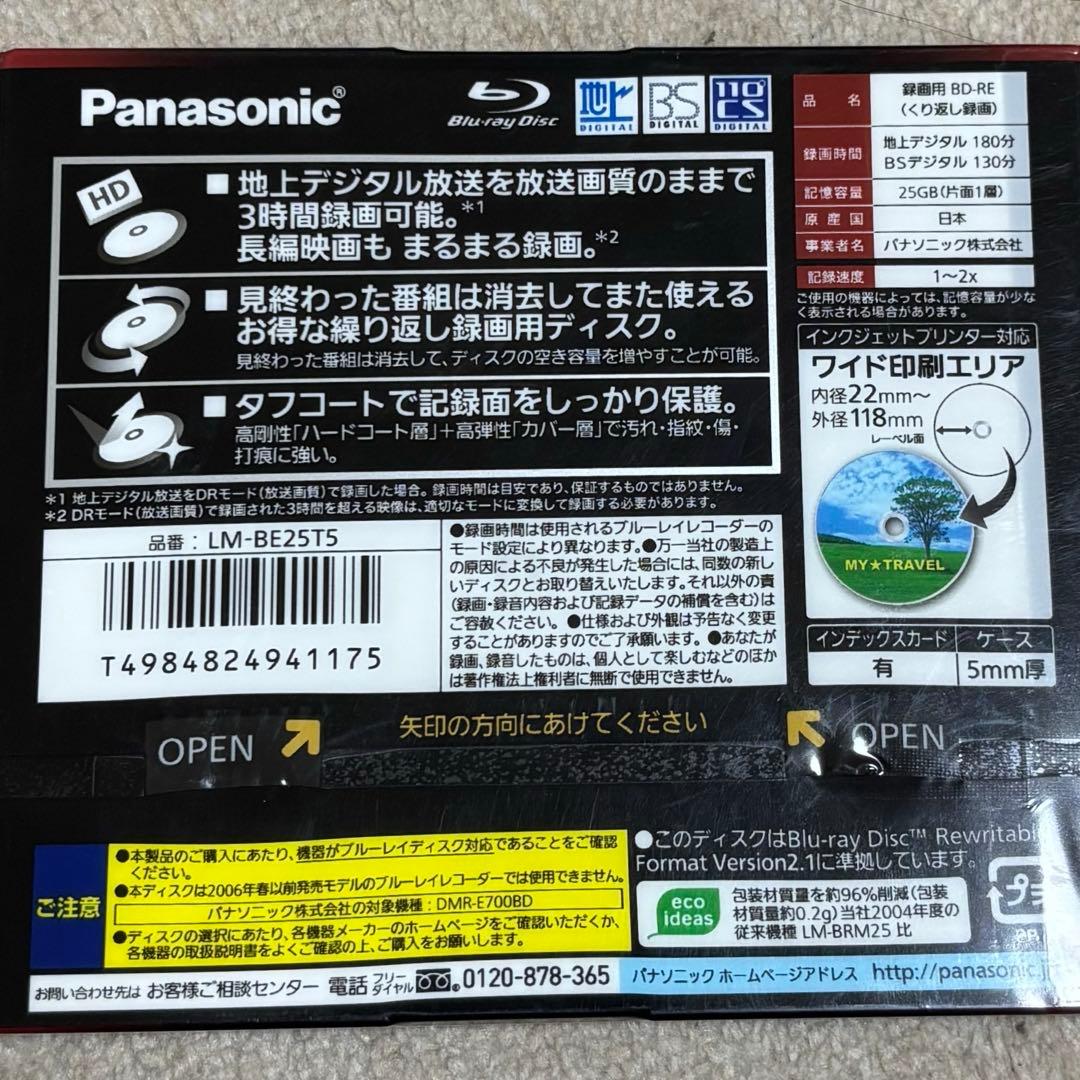 Panasonic®
Blu-ray Disc
地上
DIGITAL
BS
DIGITAL
110°
CS
DIGITAL
HD
■地上デジタル放送を放送画質のままで
3時間録画可能。*1
長編映画も まるまる録画。*2
■見終わった番組は消去してまた使える
お得な繰り返し録画用ディスク。
見終わった番組は消去して、ディスクの空き容量を増やすことが可能。
■タフコートで記録面をしっかり保護。
高剛性「ハードコート層」+高弾性「カバー層」で汚れ・指紋・傷・
打痕に強い。
*1 地上デジタル放送をDRモード(放送画質)で録画した場合。録画時間は目安であり、保証するものではありません。
*2 DRモード(放送画質)で録画された3時間を超える映像は、適切なモードに変換して録画する必要があります。
品名 録画用 BD-RE
(くり返し録画)
録画時間 地上デジタル 180分
BSデジタル 130分
記憶容量 25GB(片面1層)
原産国 日本
事業者名 パナソニック株式会社
記録速度 1〜2x
ご使用の機器によっては、記憶容量が少な
く表示される場合があります。
インクジェットプリンター対応
ワイド印刷エリア
内径22mm〜
外径118mm
レーベル面
MY★TRAVEL
インデックスカード ケース
有 5mm厚
品番:LM-BE25T5
T4984824941175
●録画時間は使用されるブルーレイレコーダーの
モード設定により異なります。●万一当社の製造上
の原因による不良が発生した場合には、同数の新し
いディスクとお取り替えいたします。それ以外の責
(録画・録音内容および記録データの補償を含む)は
ご容赦ください。 ●仕様および外観は予告なく変更
することがありますのでご了承願います。 ●あなたが
録画、録音したものは、個人として楽しむなどのほか
は著作権法上権利者に無断で使用できません。
OPEN 矢印の方向にあけてください OPEN
ご注意
●本製品のご購入にあたり、機器がブルーレイディスク対応であることをご確認
ください。
●本ディスクは2006年春以前発売モデルのブルーレイレコーダーでは使用できません。
パナソニック株式会社の対象機種:DMR-E700BD
●ディスクの選択にあたり、各機器メーカーのホームページをご確認いただくか、
各機器の取扱説明書をよくご確認の上、ご購入をお願いします。
●このディスクはBlu-ray Disc™ Rewritabl
Format Version2.1に準拠しています。
eco
ideas
包装材質量を約96%削減(包装
材質量約0.2g)当社2004年度の
従来機種 LM-BRM25 比
プラ
お問い合わせ先は お客様ご相談センター 電話 フリーダイヤル 0120-878-365
パナソニック ホームページアドレス http://panasonic.jp